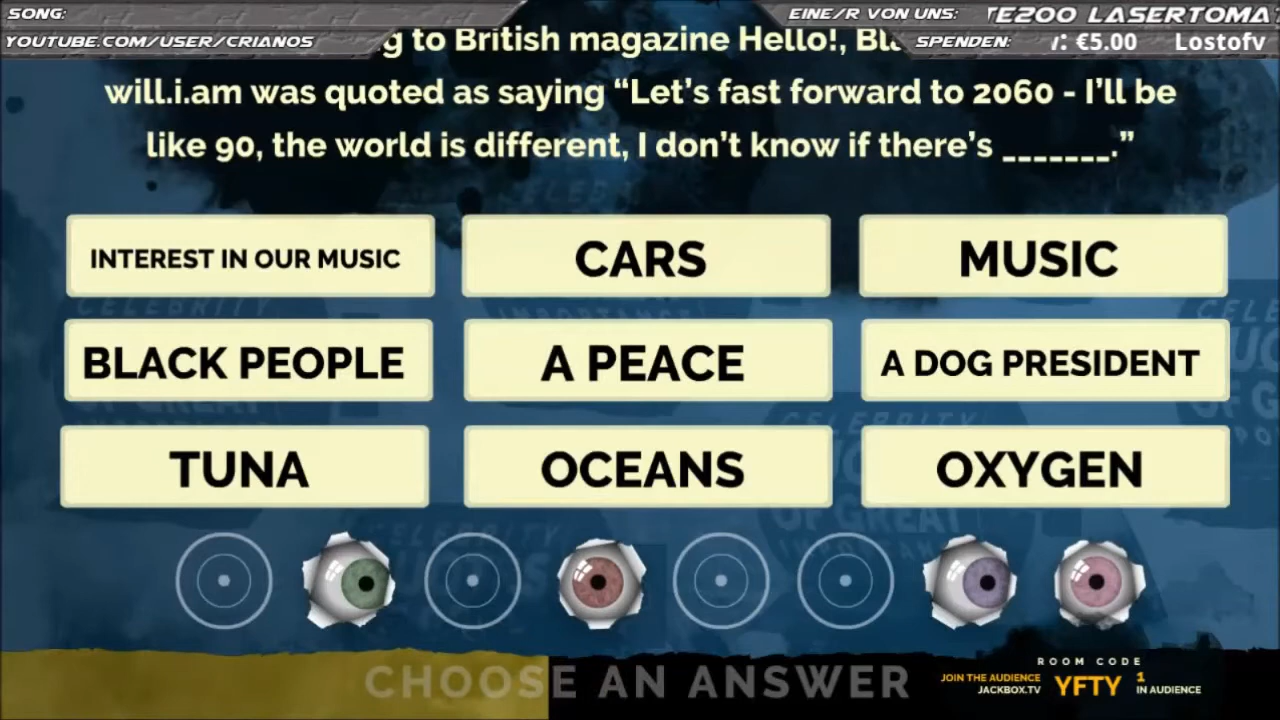 SONG:
EINE/R VON UNS: TE200 LASERTOMA
YOUTUBE.COM/USER/CRIANOS
SPENDEN: : €5.00 Lostofv
g to British magazine Hello!,
will.i.am was quoted as saying “Let’s fast forward to 2060 - I’ll be
like 90, the world is different, I don’t know if there’s _______.”
INTEREST IN OUR MUSIC
CARS
MUSIC
BLACK PEOPLE
A PEACE
A DOG PRESIDENT
TUNA
OCEANS
OXYGEN
CHOOSE AN ANSWER
ROOM CODE
JOIN THE AUDIENCE
JACKBOX.TV
YFTY
1
IN AUDIENCE